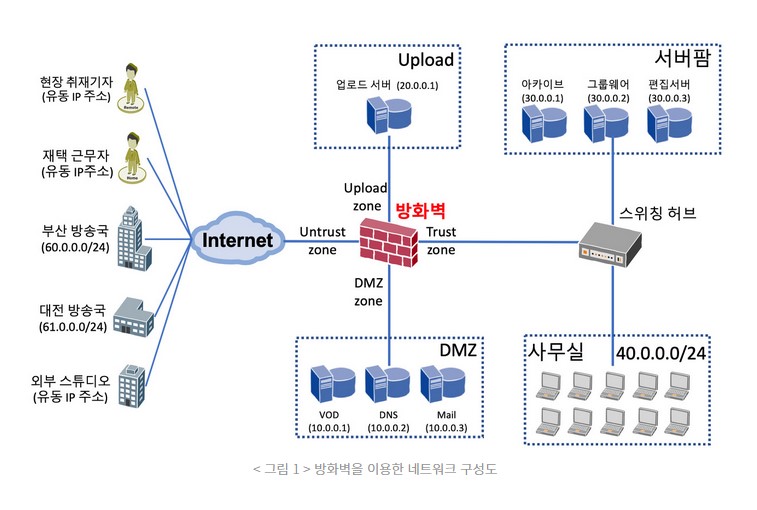 현장 취재기자
(유동 IP 주소)
Remote
재택 근무자
(유동 IP주소)
Home
부산 방송국
(60.0.0.0/24)
대전 방송국
(61.0.0.0/24)
외부 스튜디오
(유동 IP 주소)
Internet
Untrust
zone
Upload
업로드 서버 (20.0.0.1)
Upload
zone
방화벽
Trust
zone
DMZ
zone
DMZ
VOD
(10.0.0.1)
DNS
(10.0.0.2)
Mail
(10.0.0.3)
서버팜
아카이브
(30.0.0.1)
그룹웨어
(30.0.0.2)
편집서버
(30.0.0.3)
스위칭 허브
사무실 40.0.0.0/24
< 그림 1 > 방화벽을 이용한 네트워크 구성도